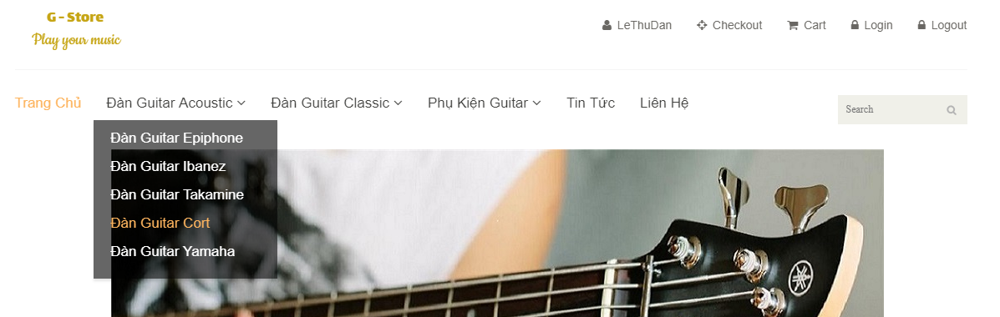 G - Store
Play your music
LeThuDan Checkout Cart Login Logout
Trang Chủ Đàn Guitar Acoustic Đàn Guitar Classic Phụ Kiện Guitar Tin Tức Liên Hệ
Search
Đàn Guitar Epiphone
Đàn Guitar Ibanez
Đàn Guitar Takamine
Đàn Guitar Cort
Đàn Guitar Yamaha